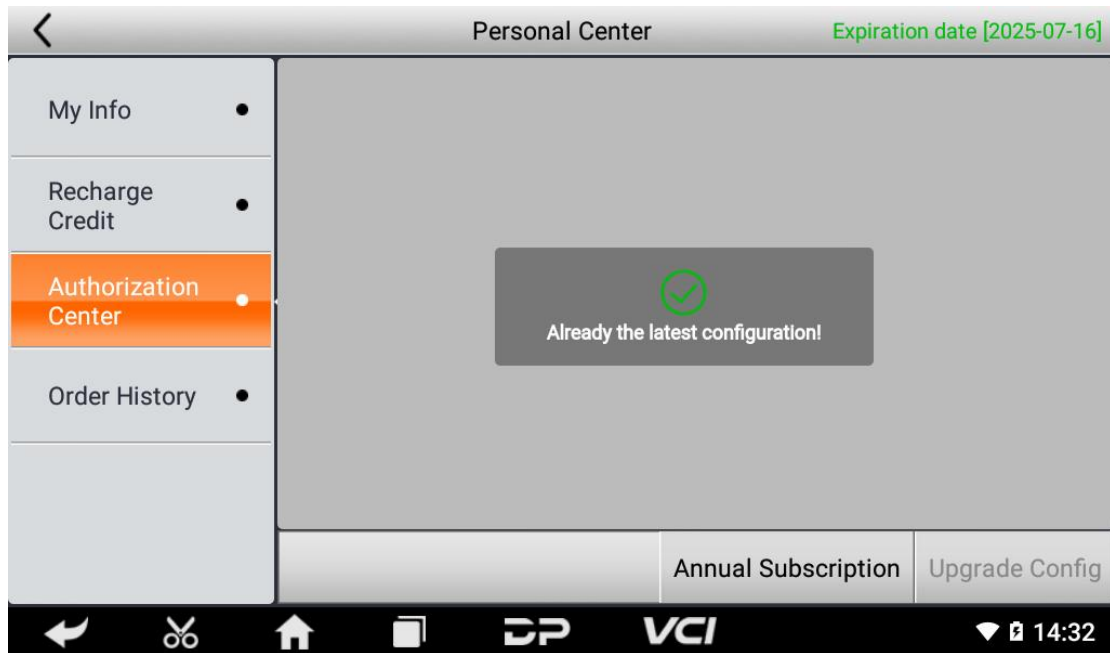 Personal Center
Expiration date [2025-07-16]
My Info
Recharge
Credit
Authorization
Center
Order History
Already the latest configuration!
Annual Subscription
Upgrade Config
DP
VCI
14:32